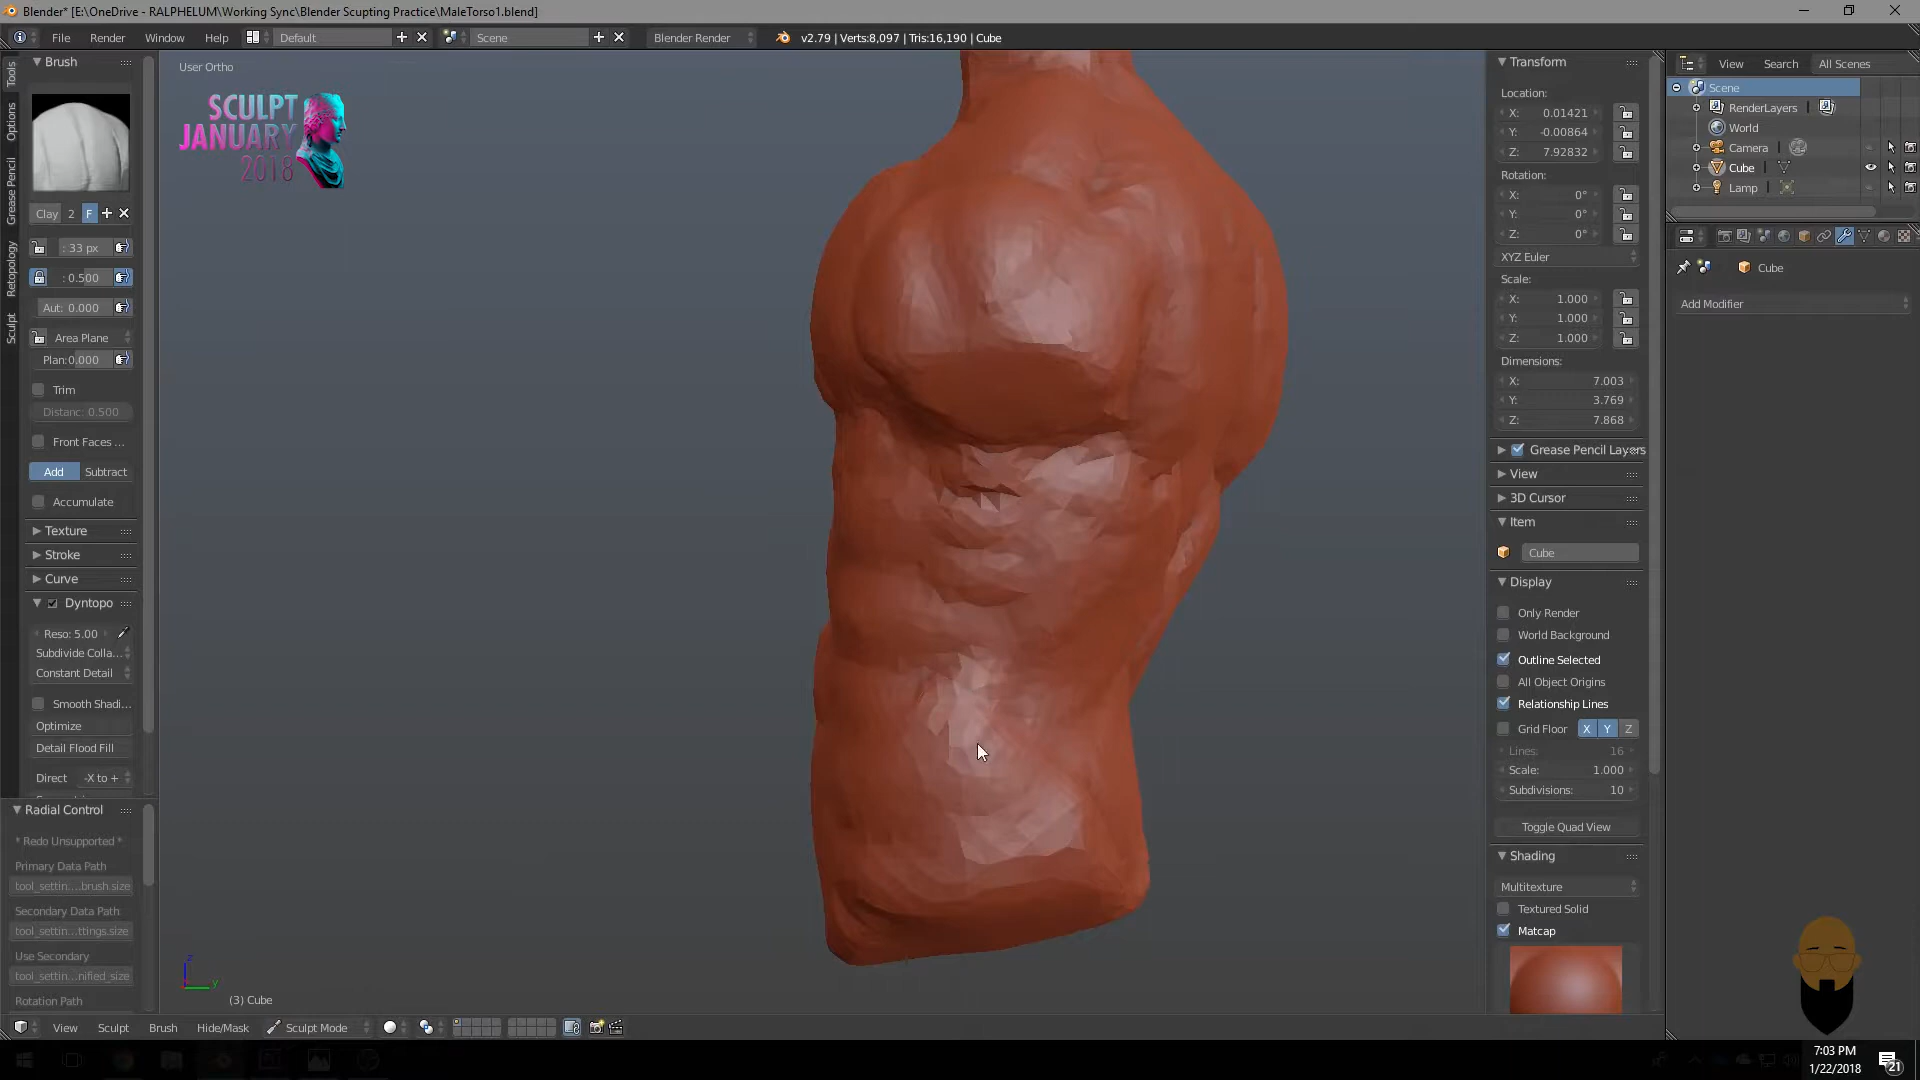 Blender* [E:\OneDrive - RALPHELUM\Working Sync\Blender Scupting Practice\MaleTorso1.blend]
File Render Window Help Default Scene Blender Render v2.79 | Verts:8,097 | Tris:16,190 | Cube
Tools
Options
Grease Pencil
Retopology
Sculpt
Brush
Clay 2 F
: 33 px
: 0.500
Aut: 0.000
Area Plane
Plan:0.000
Trim
Distanc: 0.500
Front Faces ...
Add Subtract
Accumulate
Texture
Stroke
Curve
Dyntopo
Reso: 5.00
Subdivide Colla...
Constant Detail
Smooth Shadi...
Optimize
Detail Flood Fill
Direct -X to +
Radial Control
* Redo Unsupported *
Primary Data Path
tool_settin....brush.size
Secondary Data Path
tool_settin...ttings.size
Use Secondary
tool_settin...nified_size
Rotation Path
User Ortho
SCULPT
JANUARY
2018
z
y
(3) Cube
View Sculpt Brush Hide/Mask Sculpt Mode
Transform
Location:
X: 0.01421
Y: -0.00864
Z: 7.92832
Rotation:
X: 0°
Y: 0°
Z: 0°
XYZ Euler
Scale:
X: 1.000
Y: 1.000
Z: 1.000
Dimensions:
X: 7.003
Y: 3.769
Z: 7.868
Grease Pencil Layers
View
3D Cursor
Item
Cube
Display
Only Render
World Background
Outline Selected
All Object Origins
Relationship Lines
Grid Floor X Y Z
Lines: 16
Scale: 1.000
Subdivisions: 10
Toggle Quad View
Shading
Multitexture
Textured Solid
Matcap
View Search All Scenes
Scene
RenderLayers
World
Camera
Cube
Lamp
Cube
Add Modifier
7:03 PM
1/22/2018
21